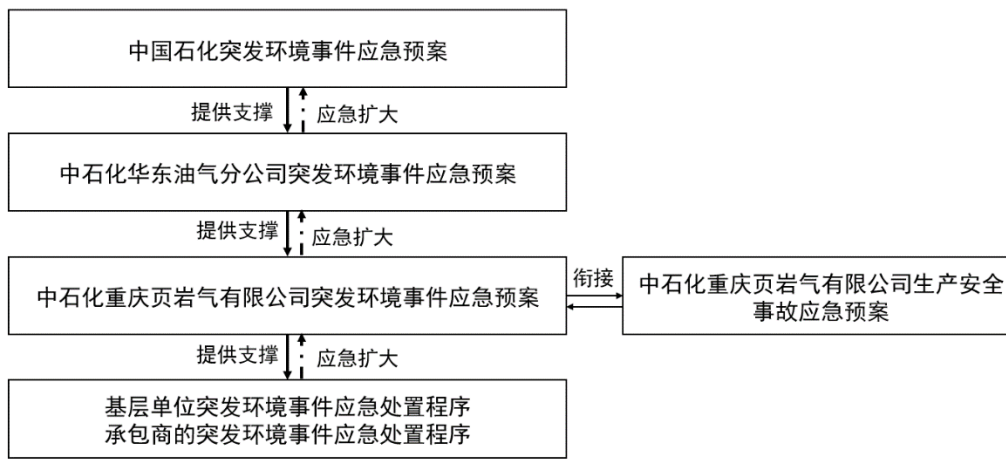 中国石化突发环境事件应急预案
提供支撑
应急扩大
中石化华东油气分公司突发环境事件应急预案
提供支撑
应急扩大
中石化重庆页岩气有限公司突发环境事件应急预案
衔接
中石化重庆页岩气有限公司生产安全
事故应急预案
提供支撑
应急扩大
基层单位突发环境事件应急处置程序
承包商的突发环境事件应急处置程序